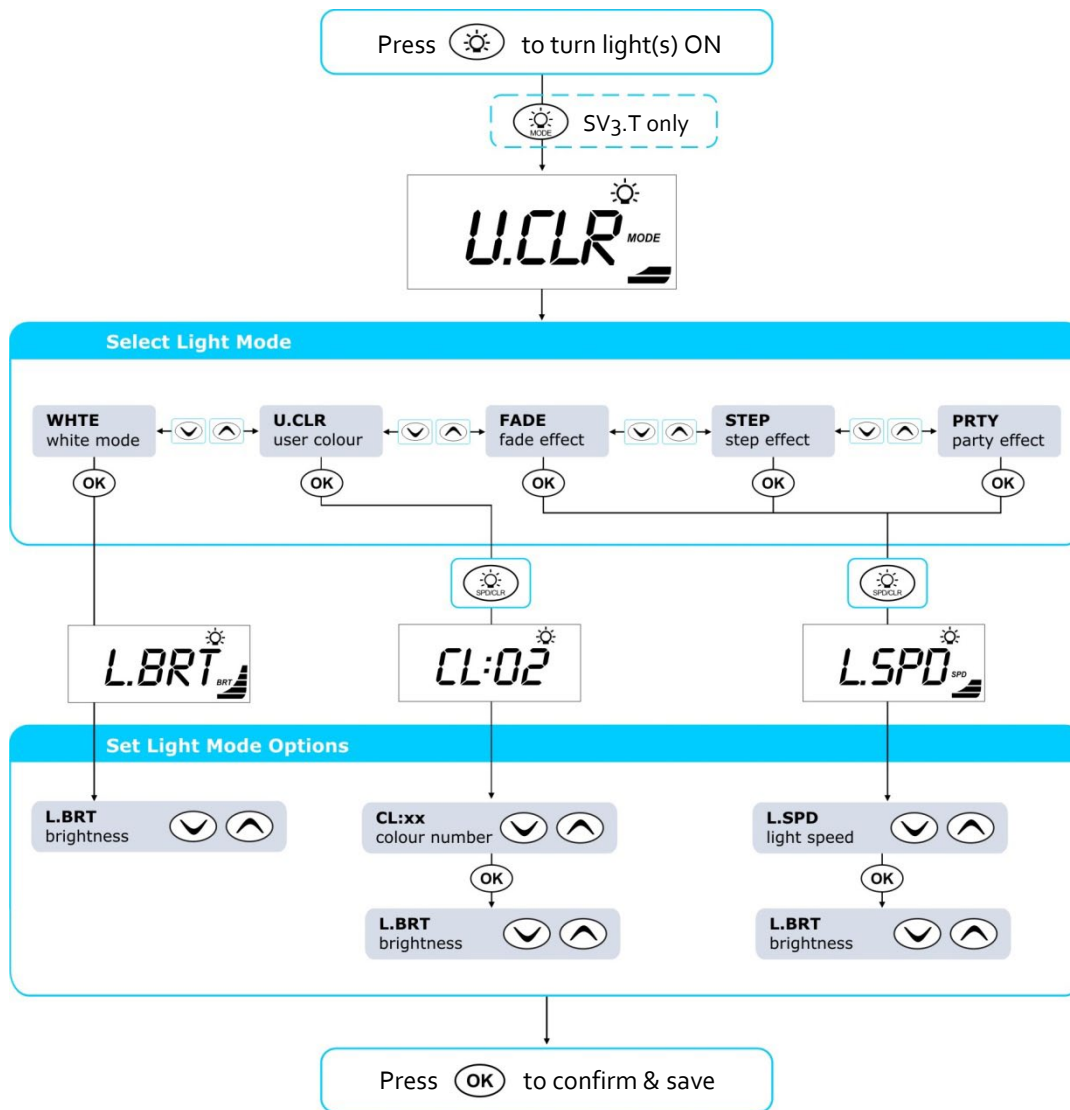 Press to turn light(s) ON
MODE
SV3.T only
U.CLR MODE
Select Light Mode
WHTE
white mode
U.CLR
user colour
FADE
fade effect
STEP
step effect
PRTY
party effect
OK
OK
OK
OK
OK
SPD/CLR
SPD/CLR
L.BRT BRT
CL:02
L.SPD SPD
Set Light Mode Options
L.BRT
brightness
CL:xx
colour number
OK
L.BRT
brightness
L.SPD
light speed
OK
L.BRT
brightness
Press OK to confirm & save